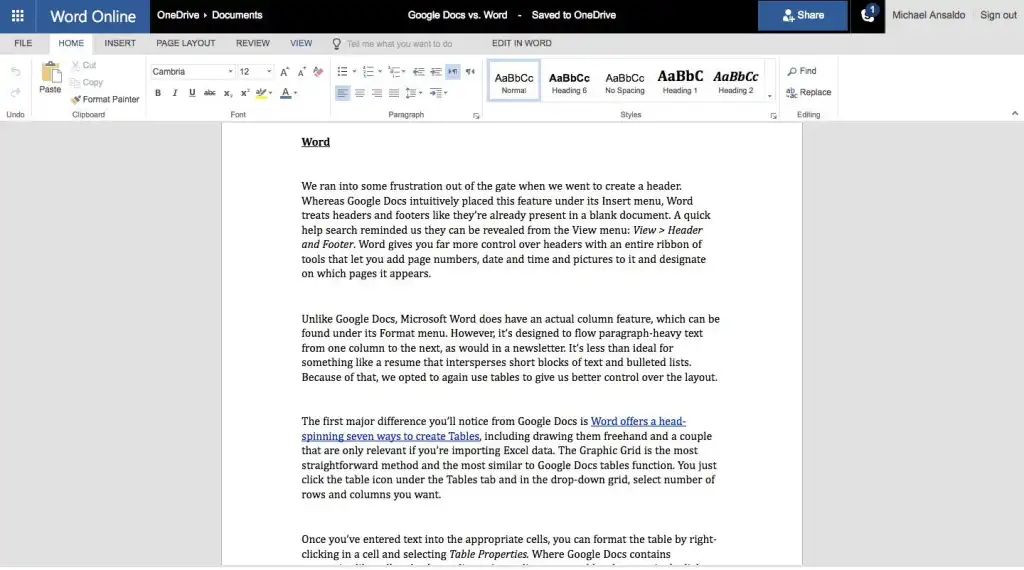 Word Online
OneDrive › Documents
Google Docs vs. Word - Saved to OneDrive
Share
1
Michael Ansaldo
Sign out
FILE HOME INSERT PAGE LAYOUT REVIEW VIEW Tell me what you want to do EDIT IN WORD
Paste
Cut
Copy
Format Painter
Cambria 12
B I U abc x₂ x²
AaBbCc AaBbCc AaBbCc AaBbC AaBbCc
Normal Heading 6 No Spacing Heading 1 Heading 2
Find
Replace
Undo Clipboard Font Paragraph Styles Editing
Word
We ran into some frustration out of the gate when we went to create a header.
Whereas Google Docs intuitively placed this feature under its Insert menu, Word
treats headers and footers like they're already present in a blank document. A quick
help search reminded us they can be revealed from the View menu: View > Header
and Footer. Word gives you far more control over headers with an entire ribbon of
tools that let you add page numbers, date and time and pictures to it and designate
on which pages it appears.
Unlike Google Docs, Microsoft Word does have an actual column feature, which can be
found under its Format menu. However, it's designed to flow paragraph-heavy text
from one column to the next, as would in a newsletter. It's less than ideal for
something like a resume that intersperses short blocks of text and bulleted lists.
Because of that, we opted to again use tables to give us better control over the layout.
The first major difference you'll notice from Google Docs is Word offers a head-
spinning seven ways to create Tables, including drawing them freehand and a couple
that are only relevant if you're importing Excel data. The Graphic Grid is the most
straightforward method and the most similar to Google Docs tables function. You just
click the table icon under the Tables tab and in the drop-down grid, select number of
rows and columns you want.
Once you've entered text into the appropriate cells, you can format the table by right-
clicking in a cell and selecting Table Properties. Where Google Docs contains